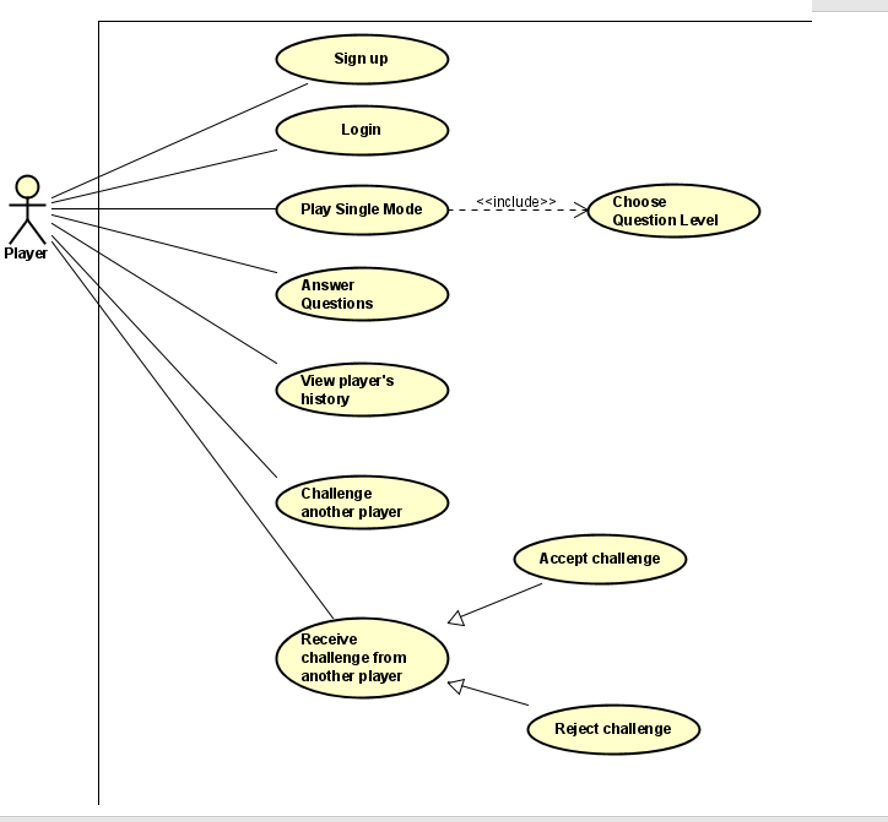 Sign up
Login
Play Single Mode
<<include>>
Choose
Question Level
Player
Answer
Questions
View player's
history
Challenge
another player
Accept challenge
Receive
challenge from
another player
Reject challenge